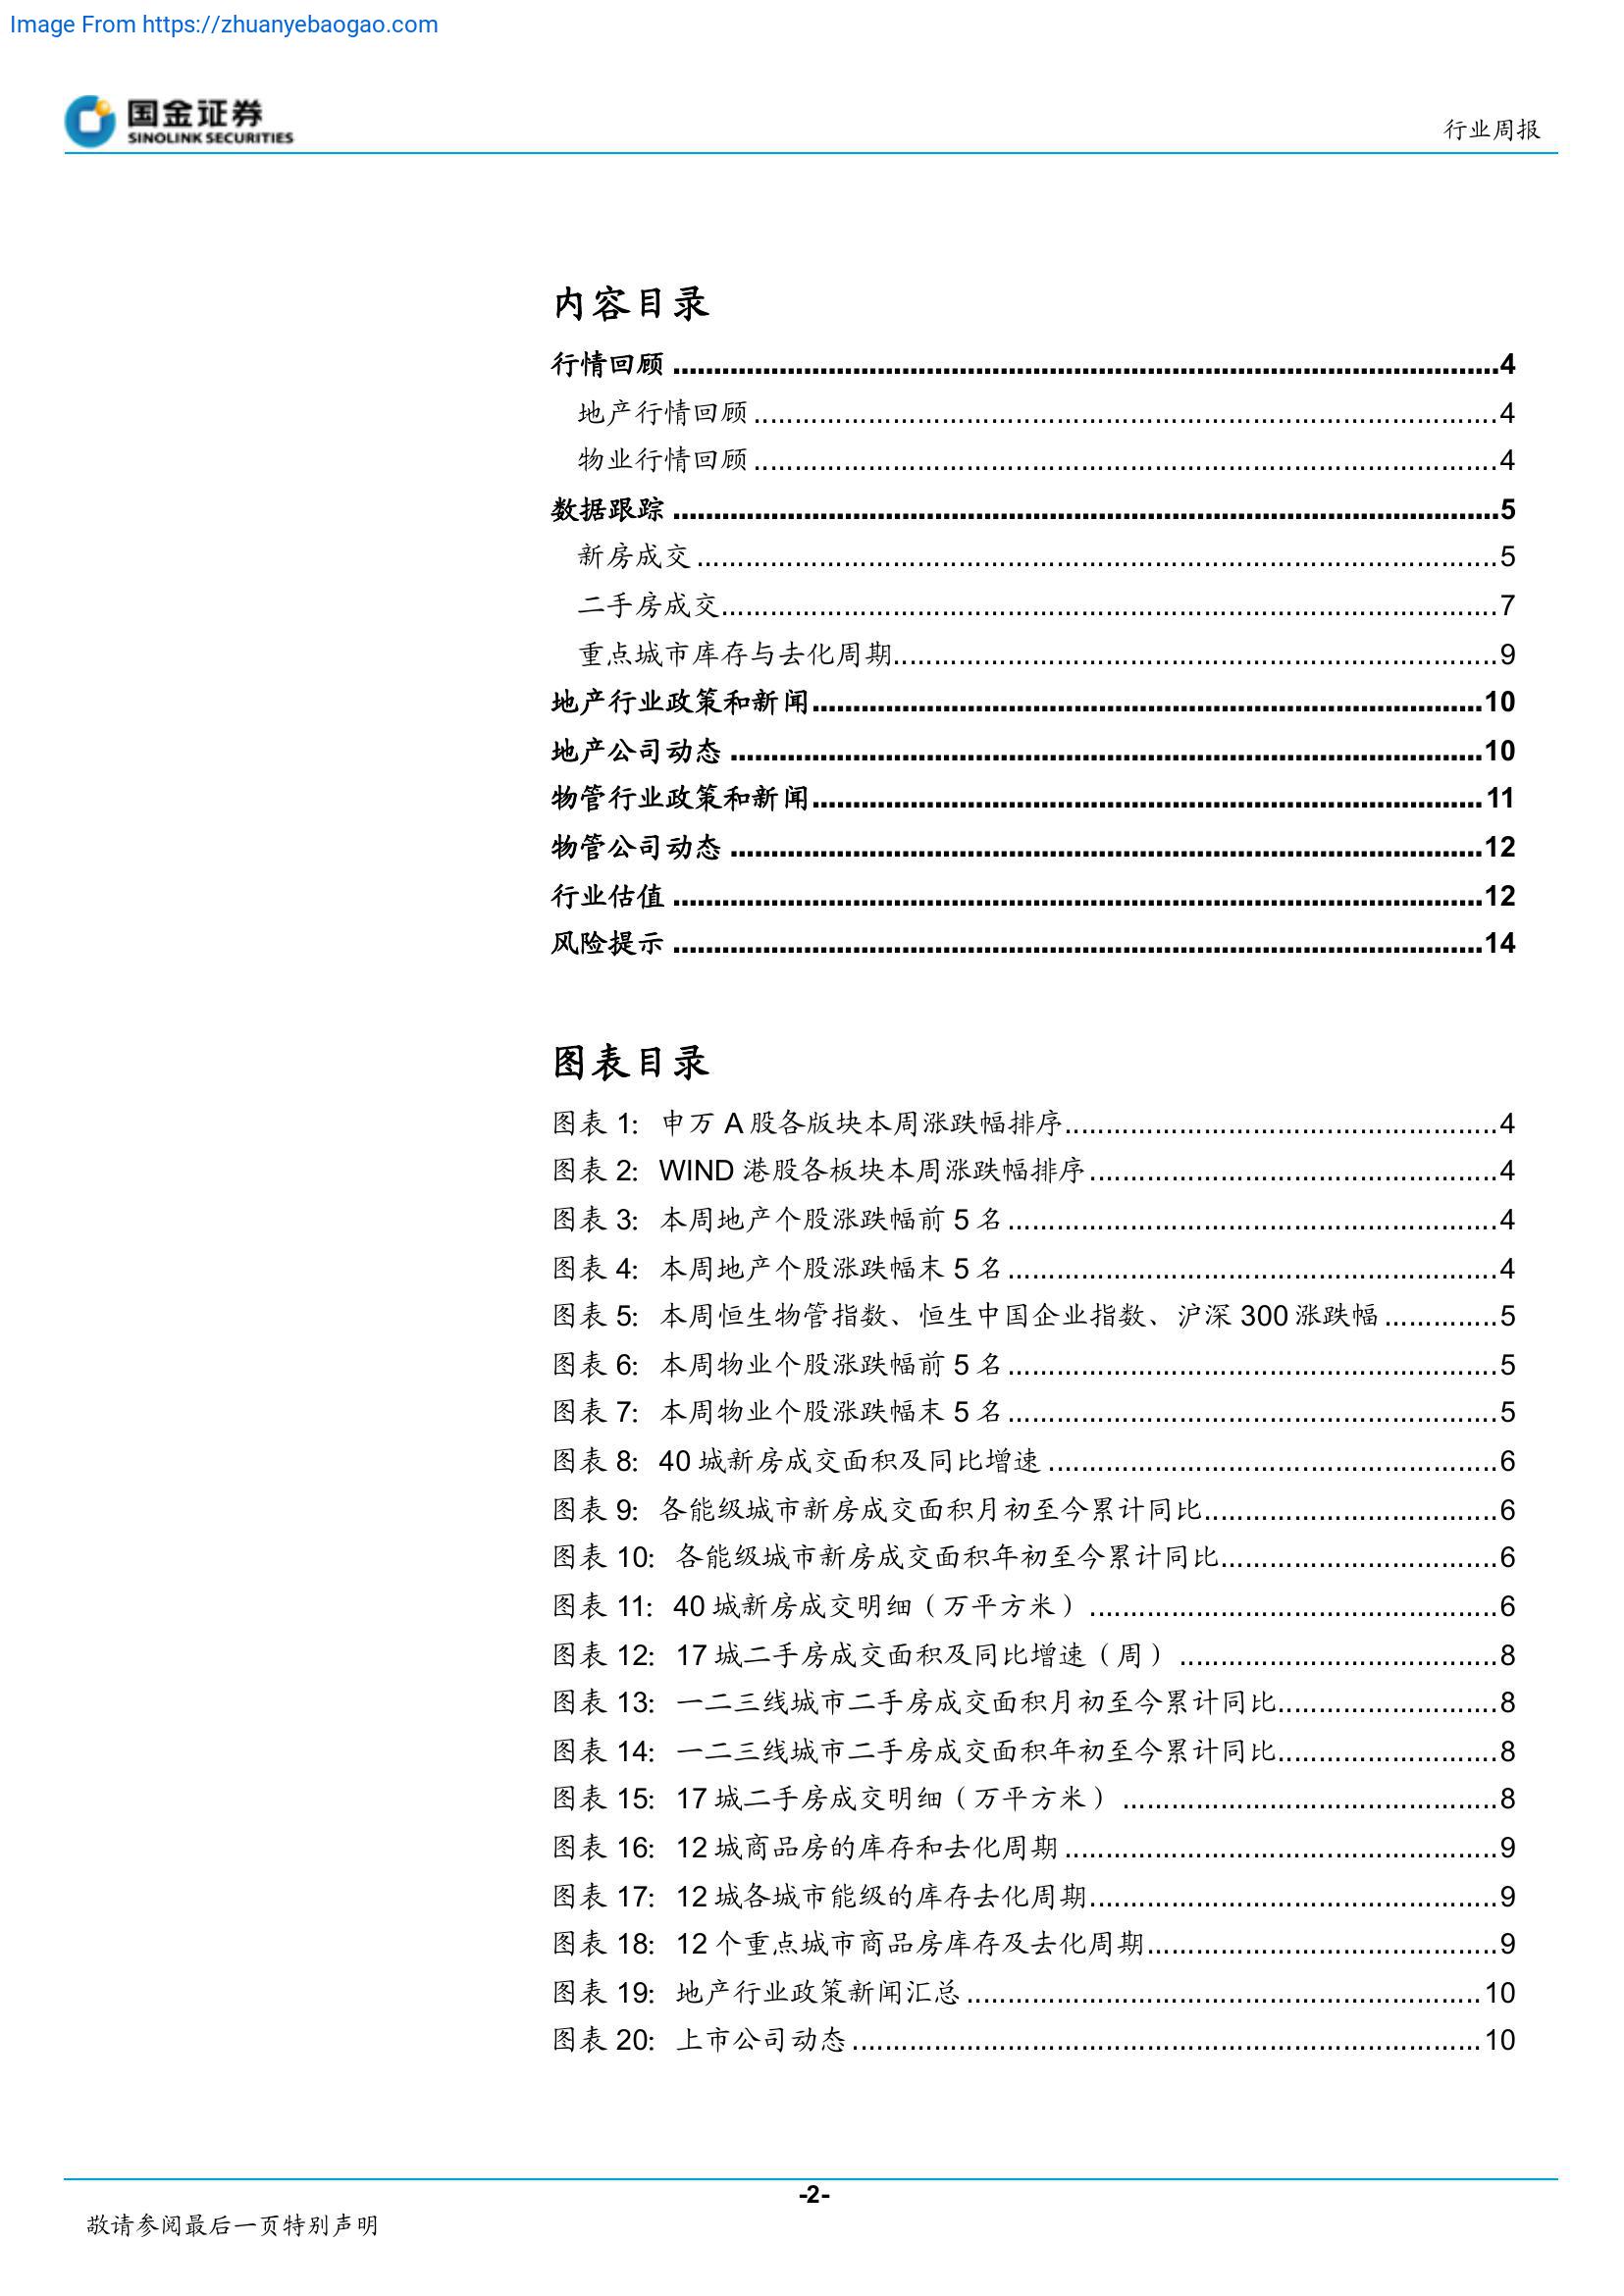 Image From https://zhuanyebaogao.com
国金证券
SINOLINK SECURITIES
行业周报
内容目录
行情回顾 ....................................................................................................4
地产行情回顾 ..........................................................................................4
物业行情回顾 ..........................................................................................4
数据跟踪 ....................................................................................................5
新房成交 .................................................................................................5
二手房成交..............................................................................................7
重点城市库存与去化周期.........................................................................9
地产行业政策和新闻.................................................................................10
地产公司动态 ...........................................................................................10
物管行业政策和新闻.................................................................................11
物管公司动态 ...........................................................................................12
行业估值 ..................................................................................................12
风险提示 ..................................................................................................14
图表目录
图表 1: 申万 A 股各版块本周涨跌幅排序.....................................................4
图表 2: WIND 港股各板块本周涨跌幅排序..................................................4
图表 3: 本周地产个股涨跌幅前 5 名............................................................4
图表 4: 本周地产个股涨跌幅末 5 名............................................................4
图表 5: 本周恒生物管指数、恒生中国企业指数、沪深 300 涨跌幅..............5
图表 6: 本周物业个股涨跌幅前 5 名............................................................5
图表 7: 本周物业个股涨跌幅末 5 名............................................................5
图表 8: 40 城新房成交面积及同比增速 .......................................................6
图表 9: 各能级城市新房成交面积月初至今累计同比....................................6
图表 10: 各能级城市新房成交面积年初至今累计同比..................................6
图表 11: 40 城新房成交明细（万平方米）..................................................6
图表 12: 17 城二手房成交面积及同比增速（周）.......................................8
图表 13: 一二三线城市二手房成交面积月初至今累计同比...........................8
图表 14: 一二三线城市二手房成交面积年初至今累计同比...........................8
图表 15: 17 城二手房成交明细（万平方米）..............................................8
图表 16: 12 城商品房的库存和去化周期.....................................................9
图表 17: 12 城各城市能级的库存去化周期..................................................9
图表 18: 12 个重点城市商品房库存及去化周期...........................................9
图表 19: 地产行业政策新闻汇总...............................................................10
图表 20: 上市公司动态.............................................................................10
-2-
敬请参阅最后一页特别声明